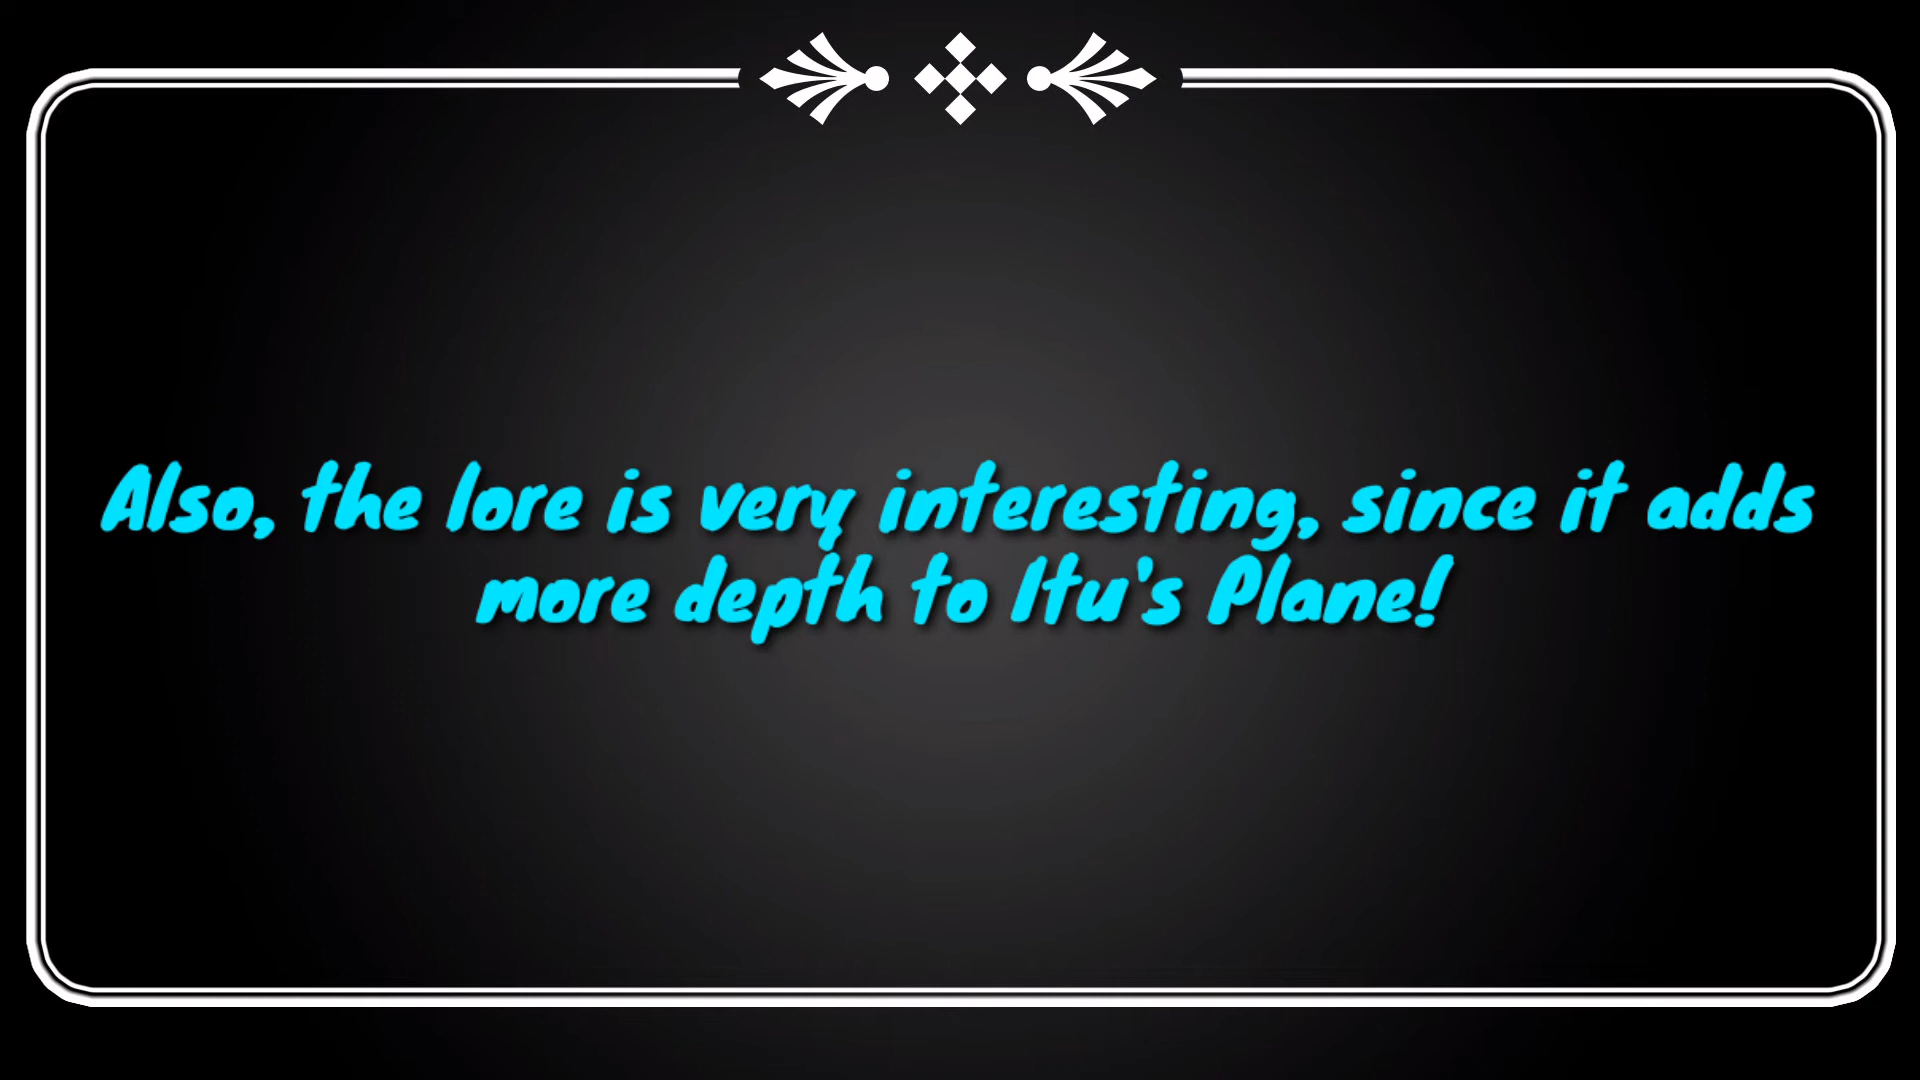 Also, the lore is very interesting, since it adds
more depth to Itu's Plane!